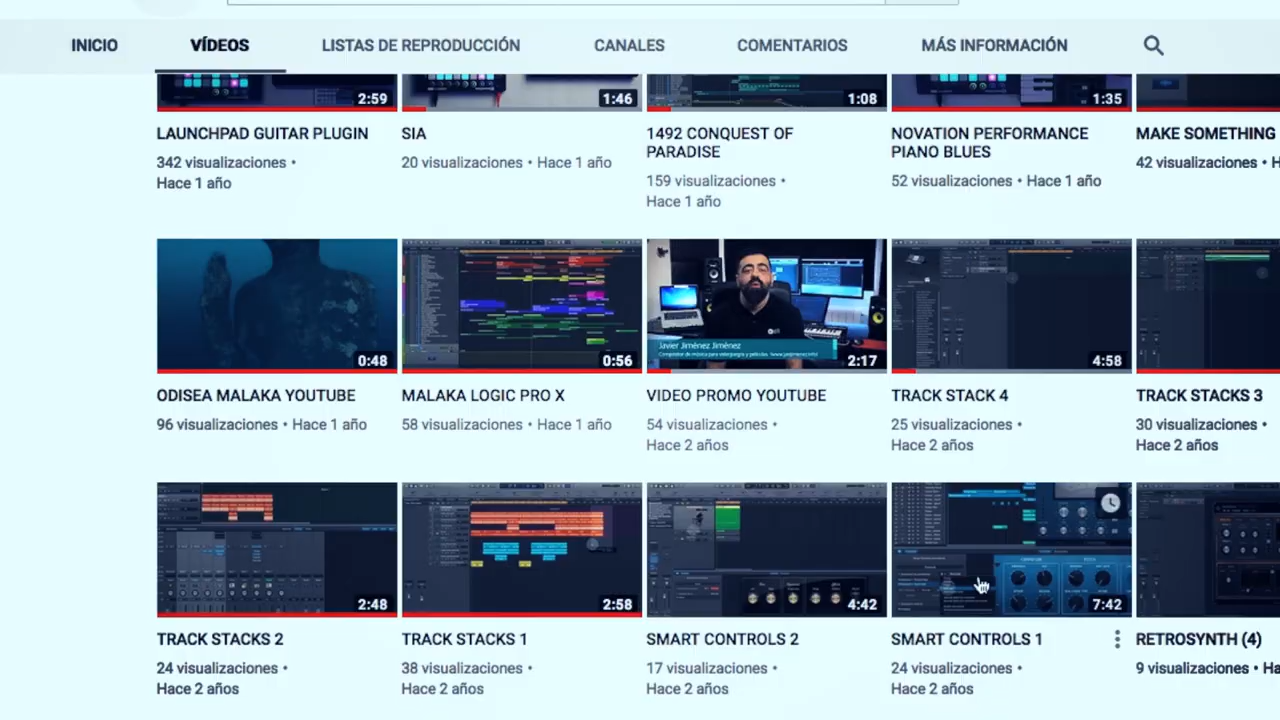 INICIO VÍDEOS LISTAS DE REPRODUCCIÓN CANALES COMENTARIOS MÁS INFORMACIÓN
2:59 1:46 1:08 1:35
LAUNCHPAD GUITAR PLUGIN
342 visualizaciones •
Hace 1 año
SIA
20 visualizaciones • Hace 1 año
1492 CONQUEST OF
PARADISE
159 visualizaciones •
Hace 1 año
NOVATION PERFORMANCE
PIANO BLUES
52 visualizaciones • Hace 1 año
MAKE SOMETHING
42 visualizaciones •
0:48
ODISEA MALAKA YOUTUBE
96 visualizaciones • Hace 1 año
0:56
MALAKA LOGIC PRO X
58 visualizaciones • Hace 1 año
Javier Jiménez Jiménez
2:17
VIDEO PROMO YOUTUBE
54 visualizaciones •
Hace 2 años
4:58
TRACK STACK 4
25 visualizaciones •
Hace 2 años
TRACK STACKS 3
30 visualizaciones •
Hace 2 años
2:48
TRACK STACKS 2
24 visualizaciones •
Hace 2 años
2:58
TRACK STACKS 1
38 visualizaciones •
Hace 2 años
4:42
SMART CONTROLS 2
17 visualizaciones •
Hace 2 años
7:42
SMART CONTROLS 1
24 visualizaciones •
Hace 2 años
RETROSYNTH (4)
9 visualizaciones • Ha